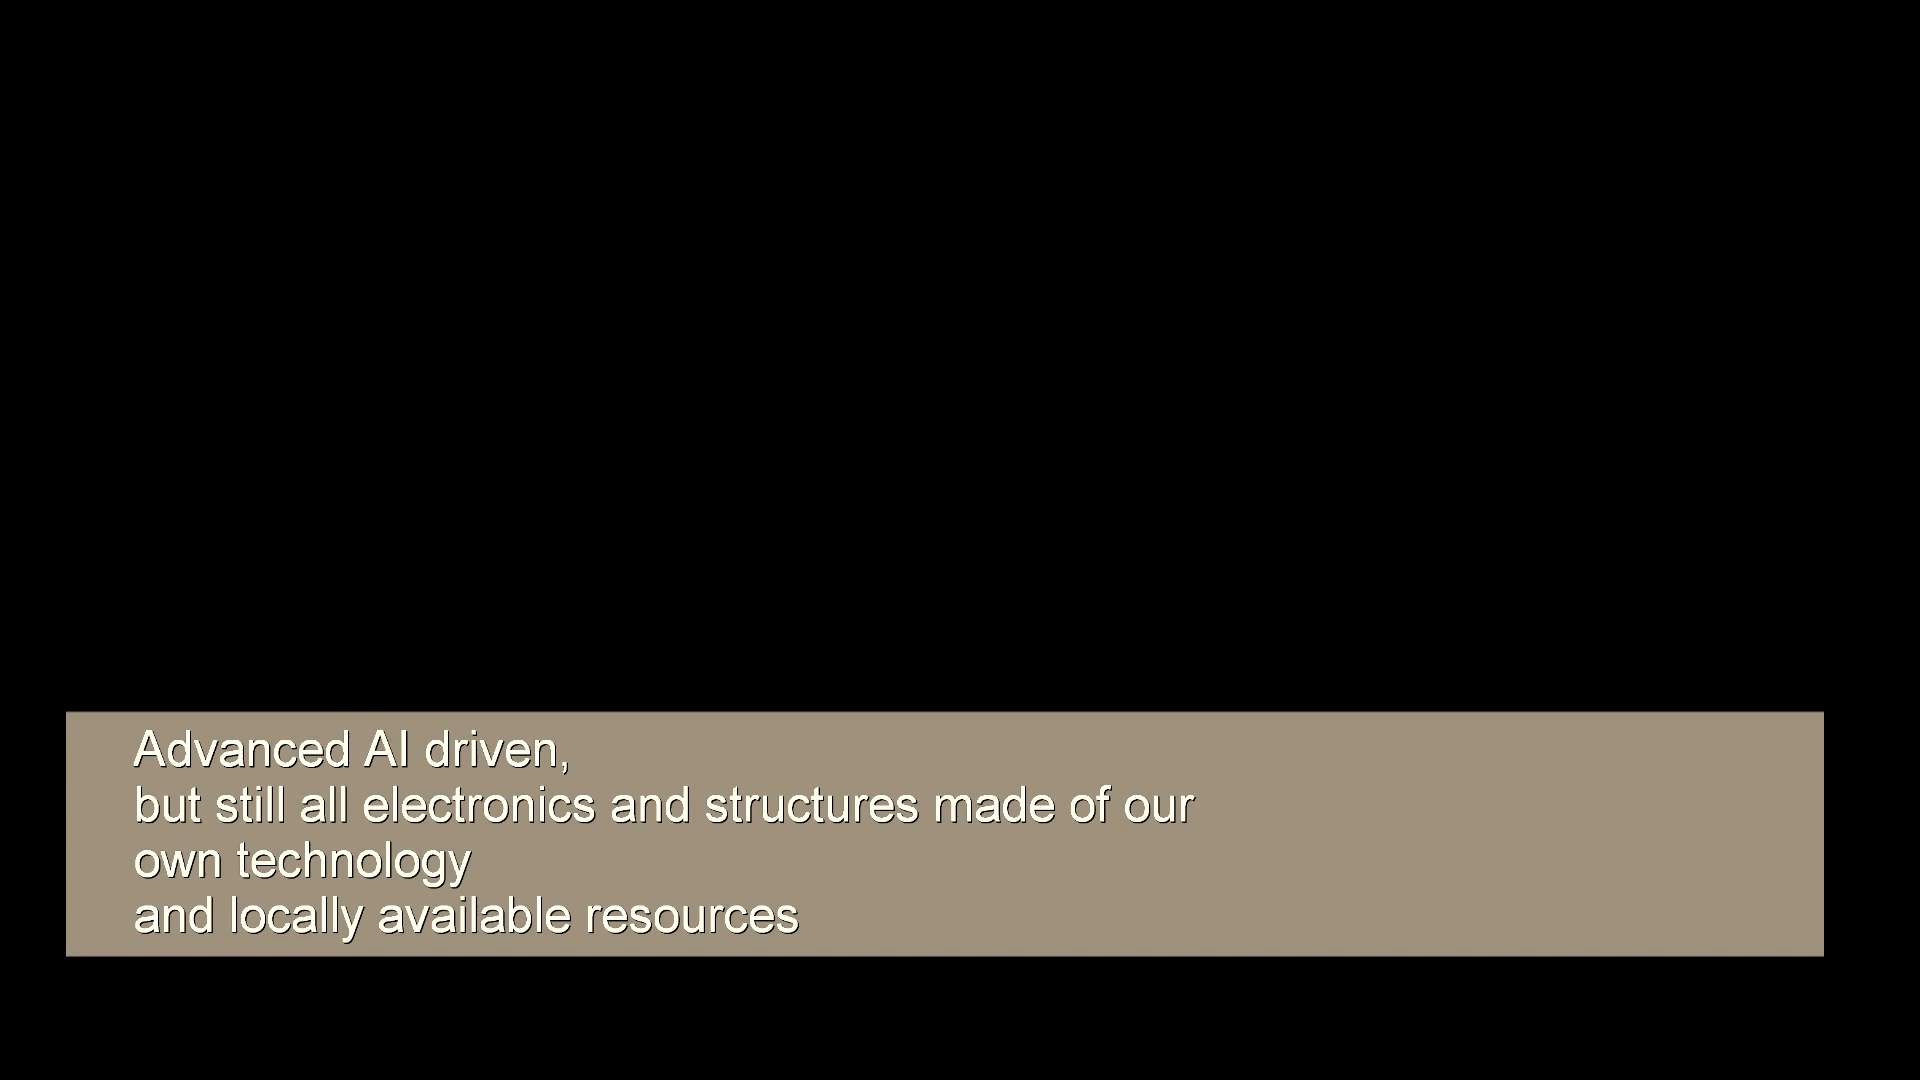 Advanced AI driven,
but still all electronics and structures made of our
own technology
and locally available resources